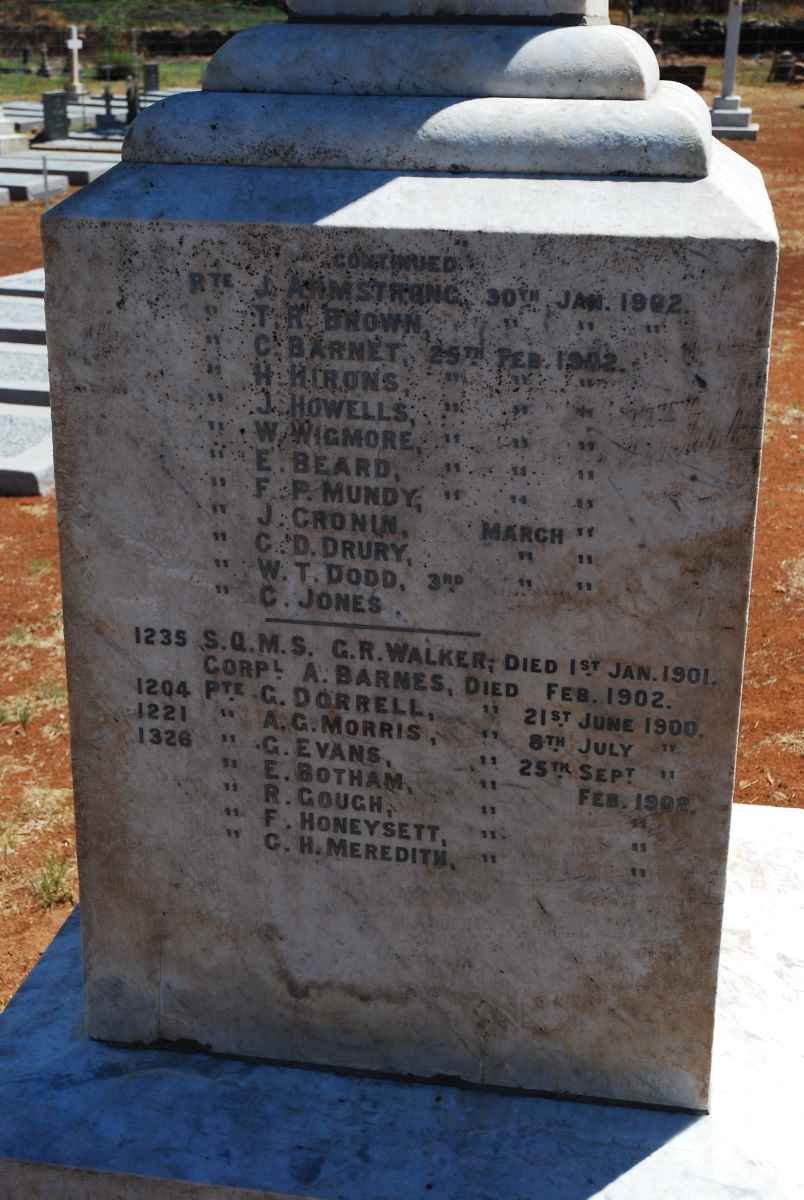 CONTINUED
PTE J. ARMSTRONG, 30TH JAN. 1902.
" T. R. BROWN, " " "
" C. BARNET, 25TH FEB. 1902.
" H. HIRONS, " " "
" J. HOWELLS, " " "
" W. WIGMORE, " " "
" E. BEARD, " " "
" F. P. MUNDY, " " "
" J. CRONIN, MARCH "
" C. D. DRURY, " "
" W. T. DODD, 3RD " "
" C. JONES.
1235 S.Q.M.S. G.R. WALKER, DIED 1ST JAN. 1901.
CORPL A. BARNES, DIED FEB. 1902.
1204 PTE G. DORRELL, " 21ST JUNE 1900.
1221 " A.G. MORRIS, " 8TH JULY "
1326 " G. EVANS, " 25TH SEPT "
" E. BOTHAM, " FEB. 1902.
" R. GOUGH, " "
" F. HONEYSETT, " "
" C. H. MEREDITH, " "